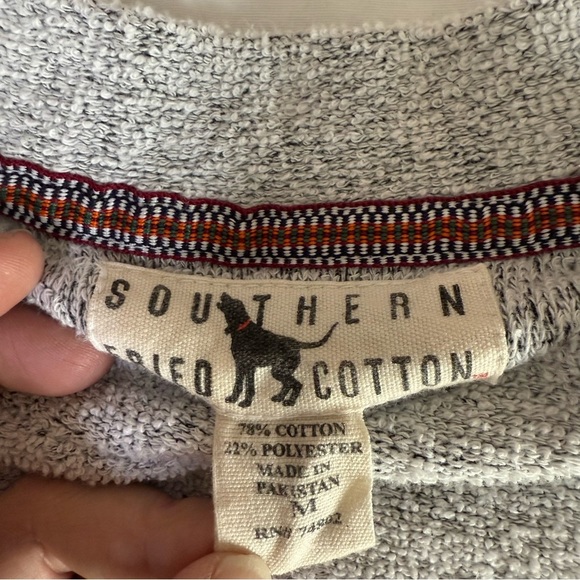 SOUTHERN
FRIED COTTON
78% COTTON
22% POLYESTER
MADE IN
PAKISTAN
M